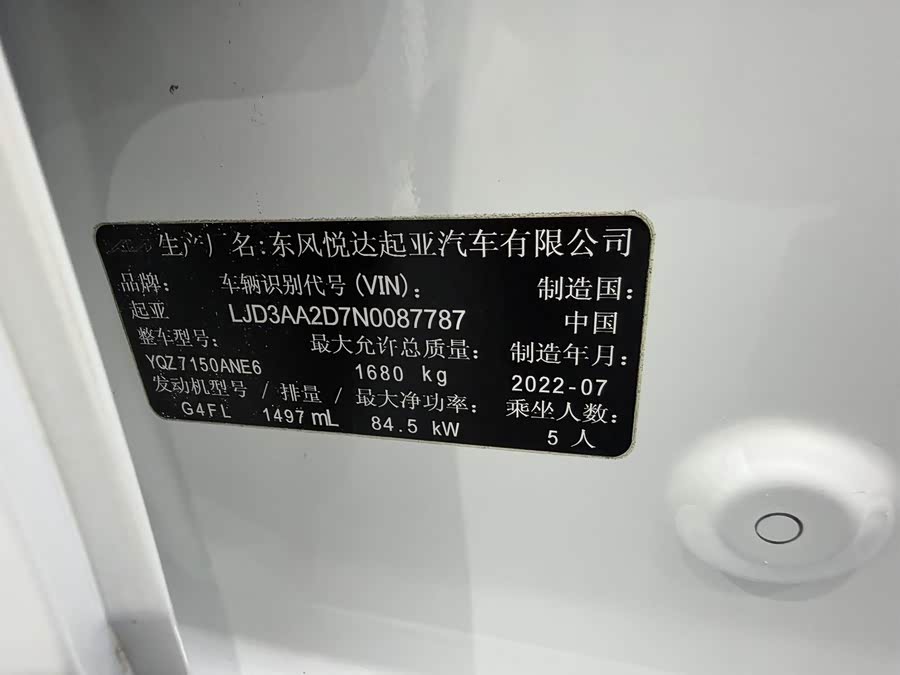 生产厂名:东风悦达起亚汽车有限公司
品牌: 车辆识别代号(VIN): 制造国:
起亚 LJD3AA2D7N0087787 中国
整车型号: 最大允许总质量: 制造年月:
YQZ7150ANE6 1680 kg 2022-07
发动机型号 / 排量 / 最大净功率: 乘坐人数:
G4FL 1497 mL 84.5 kW 5 人